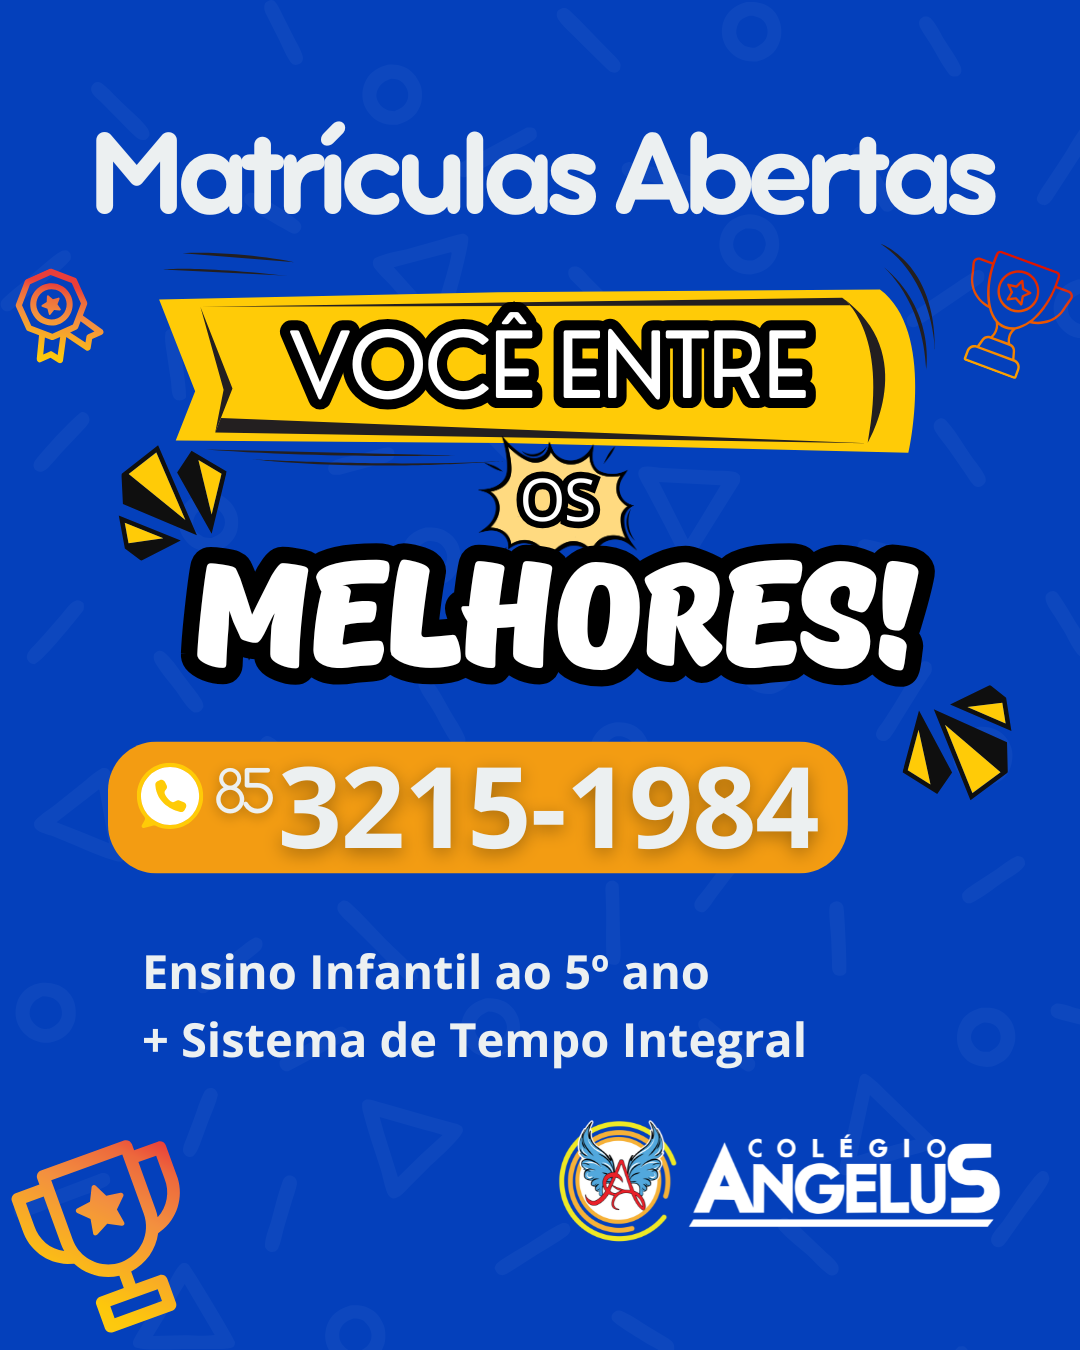 Matrículas Abertas
VOCÊ ENTRE
OS
MELHORES!
85 3215-1984
Ensino Infantil ao 5º ano
+ Sistema de Tempo Integral
COLÉGIO
ANGELUS